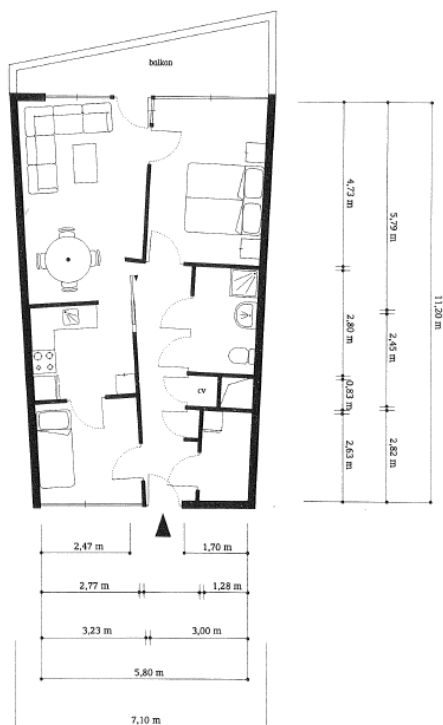 balkon
4,73 m
5,79 m
11,20 m
2,80 m
2,45 m
cv
0,83 m
2,63 m
2,82 m
2,47 m
1,70 m
2,77 m
1,28 m
3,23 m
3,00 m
5,80 m
7,10 m